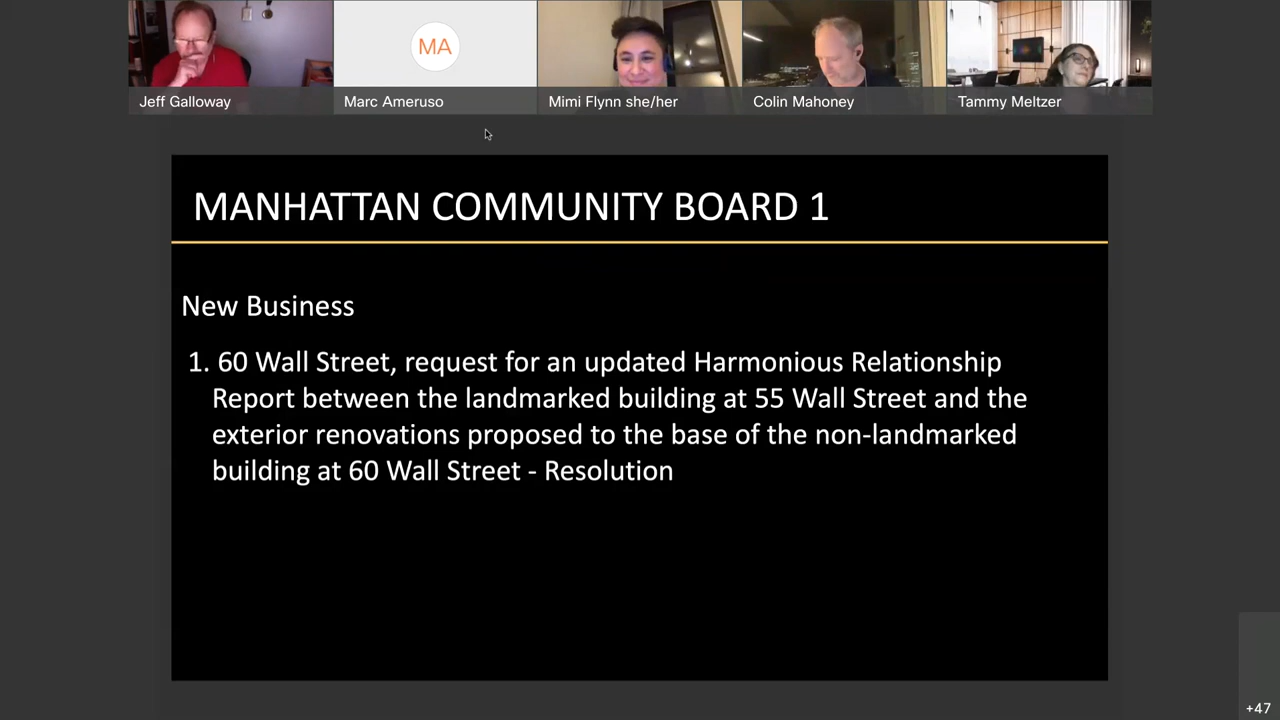 MA
Jeff Galloway
Marc Ameruso
Mimi Flynn she/her
Colin Mahoney
Tammy Meltzer
MANHATTAN COMMUNITY BOARD 1
New Business
1. 60 Wall Street, request for an updated Harmonious Relationship
Report between the landmarked building at 55 Wall Street and the
exterior renovations proposed to the base of the non-landmarked
building at 60 Wall Street - Resolution
+47